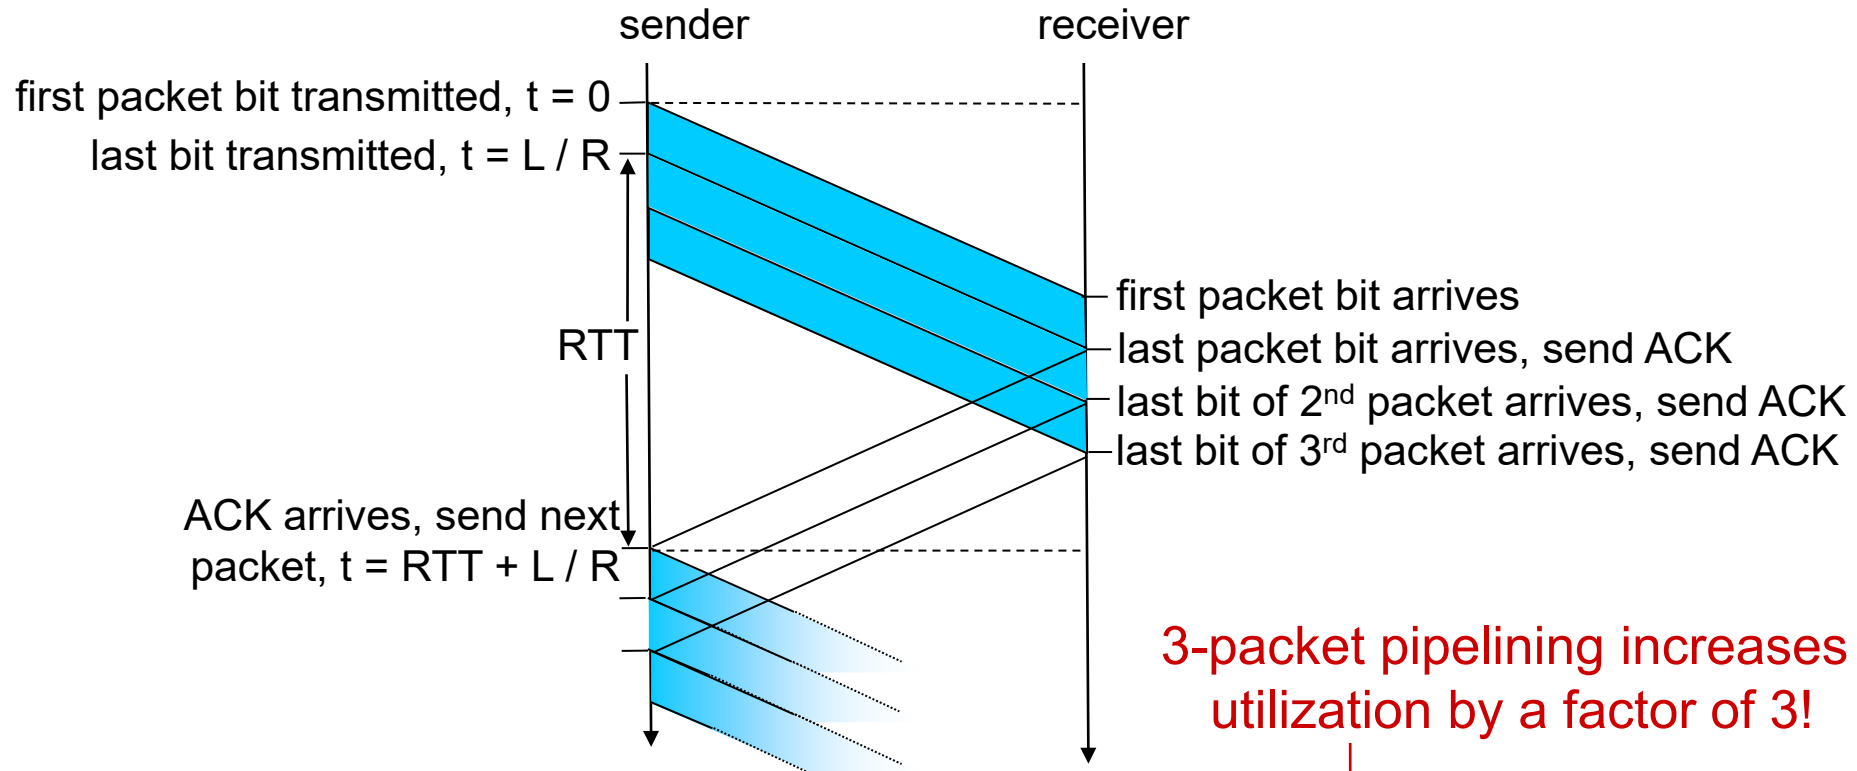 sender
receiver
first packet bit transmitted, t = 0
last bit transmitted, t = L / R
first packet bit arrives
RTT
last packet bit arrives, send ACK
last bit of 2nd packet arrives, send ACK
last bit of 3rd packet arrives, send ACK
ACK arrives, send next
packet, t = RTT + L / R
3-packet pipelining increases
utilization by a factor of 3!